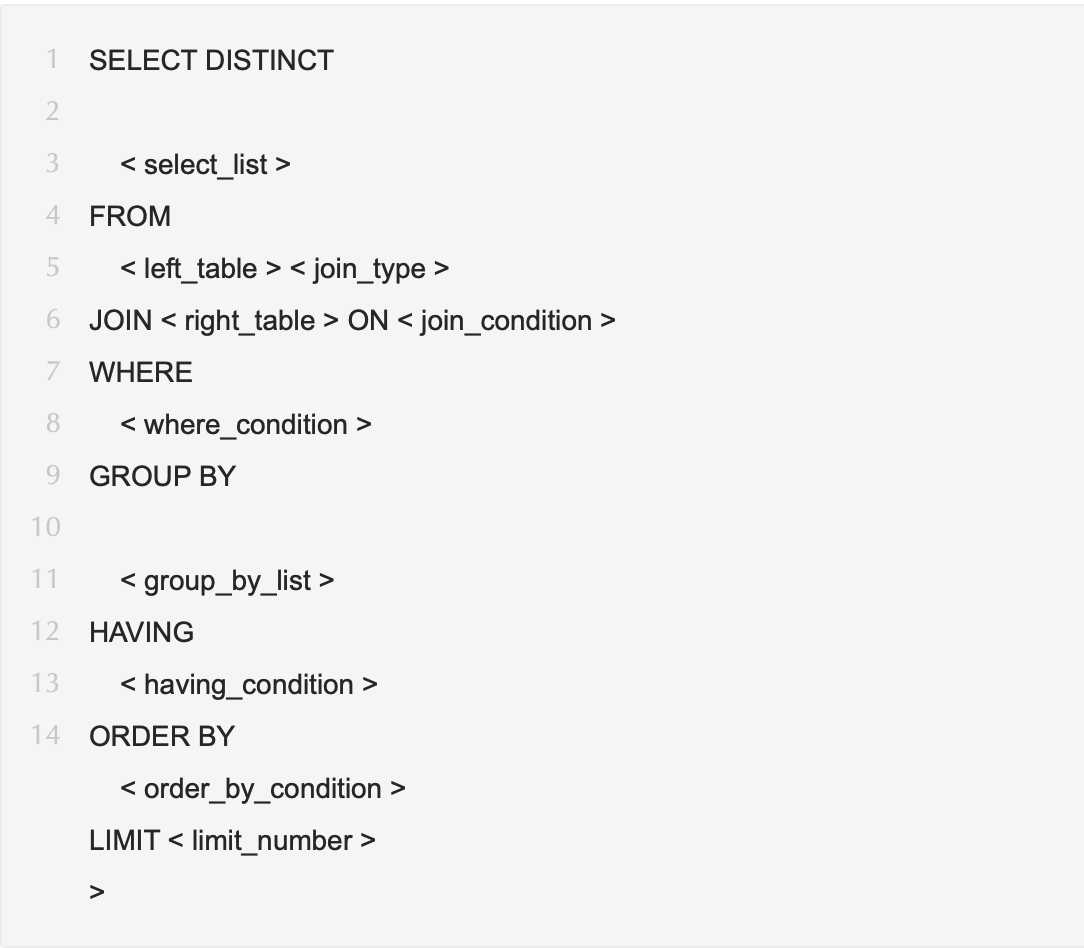 1 SELECT DISTINCT
2
3 < select_list >
4 FROM
5 < left_table > < join_type >
6 JOIN < right_table > ON < join_condition >
7 WHERE
8 < where_condition >
9 GROUP BY
10
11 < group_by_list >
12 HAVING
13 < having_condition >
14 ORDER BY
< order_by_condition >
LIMIT < limit_number >
>